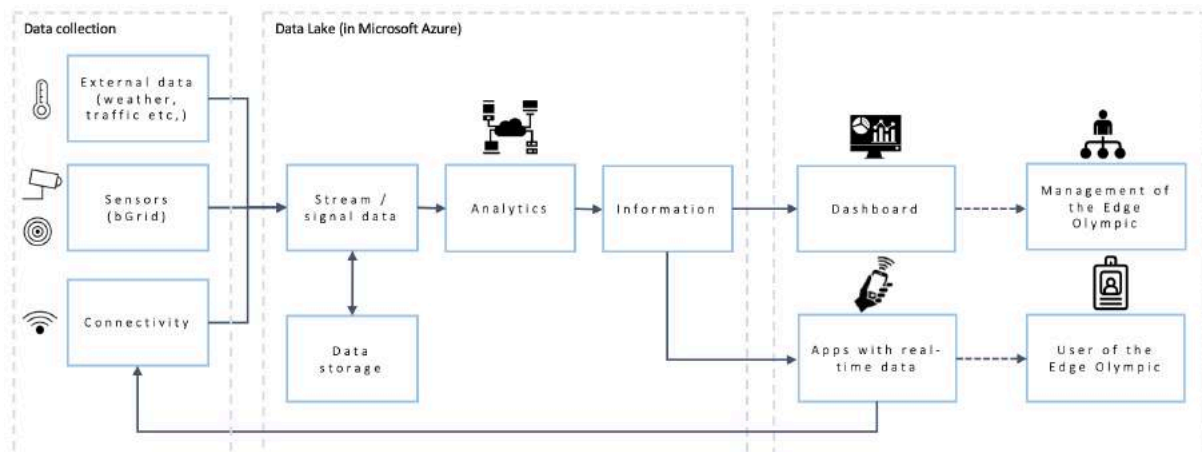 Data collection
Data Lake (in Microsoft Azure)
External data
(weather,
traffic etc,)
Sensors
(bGrid)
Connectivity
Stream /
signal data
Analytics
Information
Data
storage
Dashboard
Management of
the Edge
Olympic
Apps with real-
time data
User of the
Edge Olympic